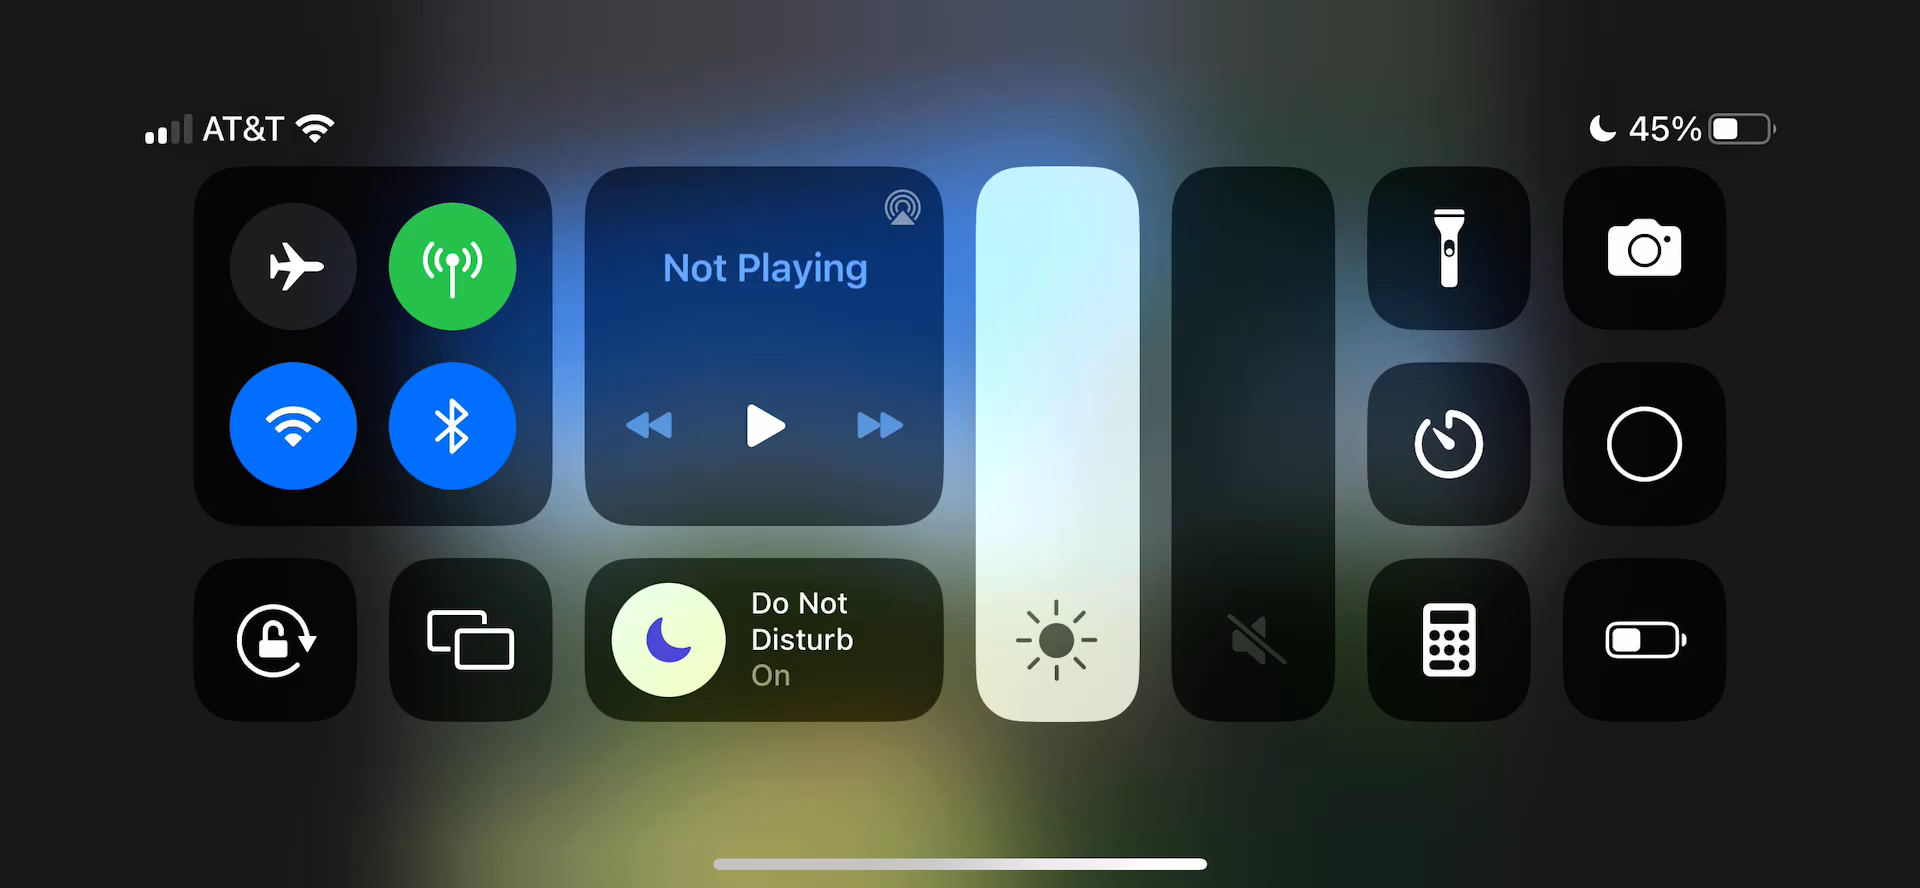 AT&T
45%
Not Playing
Do Not
Disturb
On